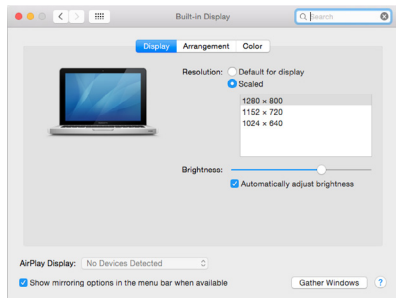 Built-in Display
Search
Display Arrangement Color
Resolution: Default for display
Scaled
1280 × 800
1152 × 720
1024 × 640
Brightness:
Automatically adjust brightness
AirPlay Display: No Devices Detected
Show mirroring options in the menu bar when available
Gather Windows ?